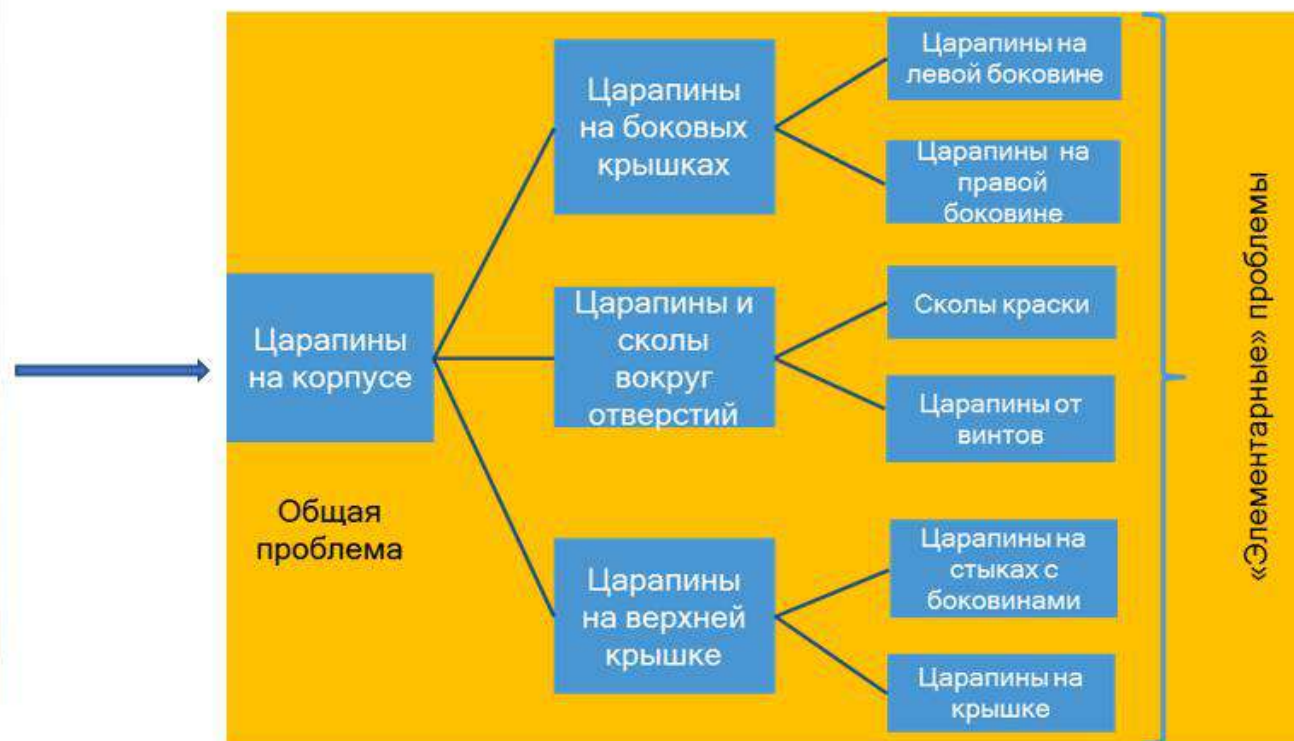 Царапины
на корпусе
Общая
проблема
Царапины
на боковых
крышках
Царапины и
сколы
вокруг
отверстий
Царапины
на верхней
крышке
Царапины на
левой боковине
Царапины на
правой
боковине
Сколы краски
Царапины от
винтов
Царапины на
стыках с
боковинами
Царапины на
крышке
«Элементарные» проблемы